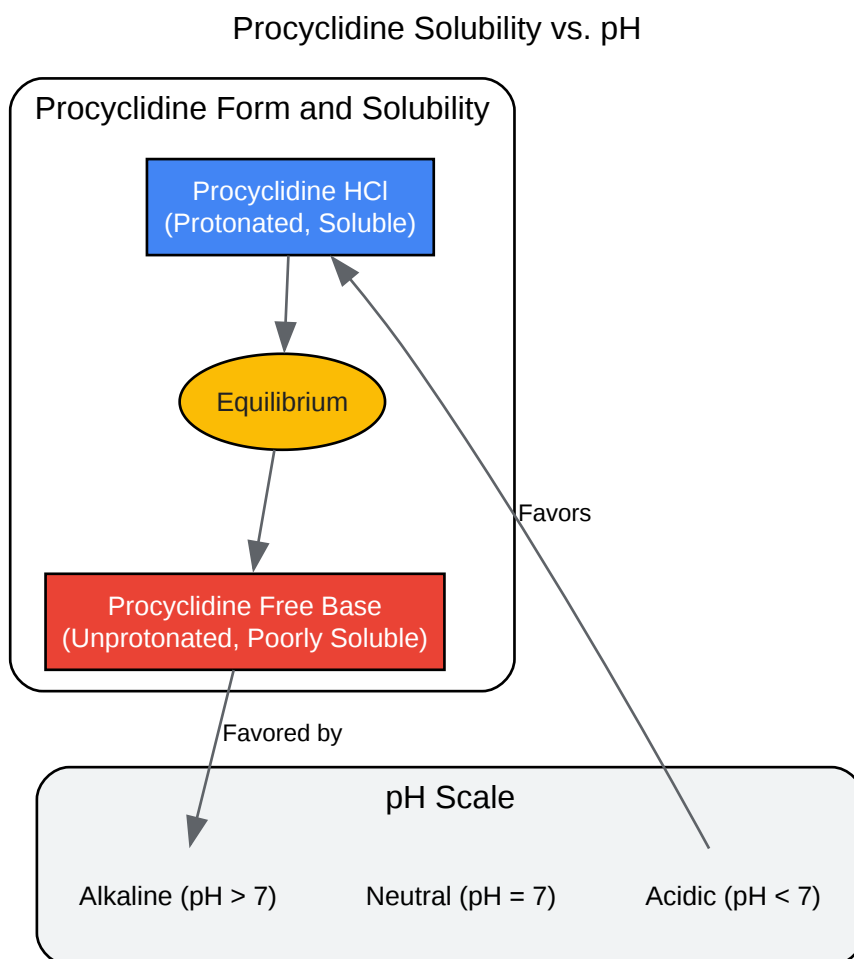 Procyclidine Solubility vs. pH
Procyclidine Form and Solubility
Procyclidine HCl
(Protonated, Soluble)
Equilibrium
Favors
Procyclidine Free Base
(Unprotonated, Poorly Soluble)
Favored by
pH Scale
Alkaline (pH > 7)
Neutral (pH = 7)
Acidic (pH < 7)